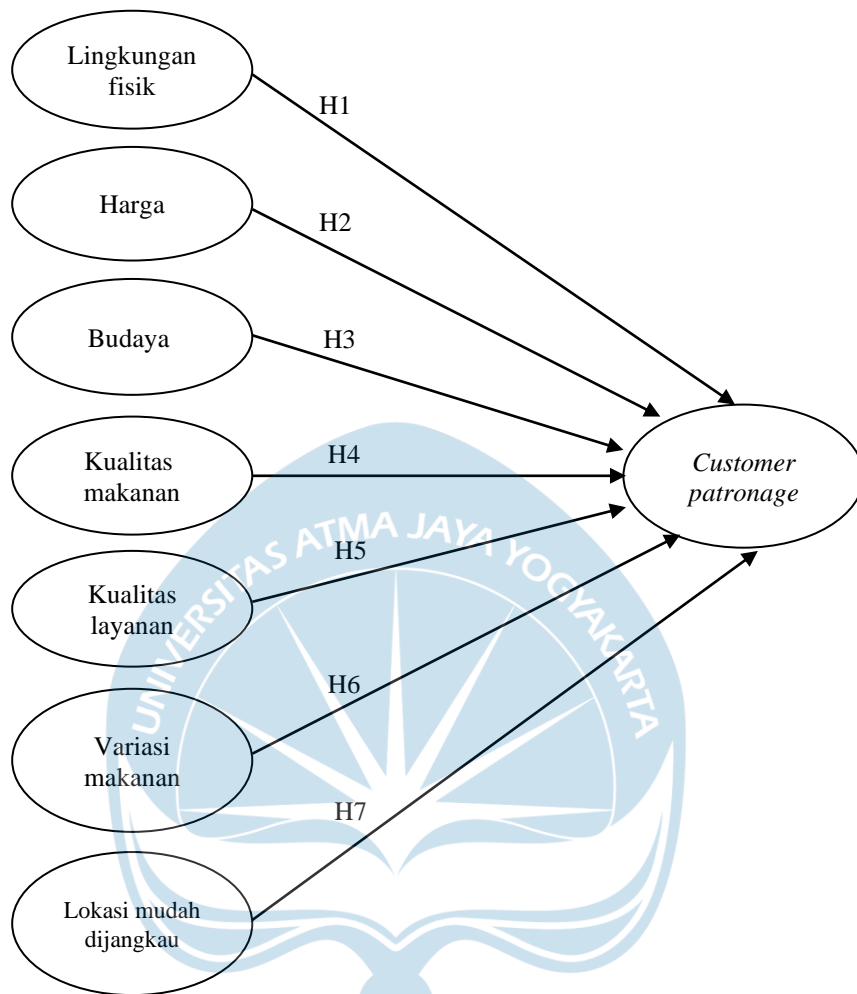 Lingkungan
fisik
H1
Harga
H2
Budaya
H3
Kualitas
makanan
H4
Customer
patronage
UNIVERSITAS ATMA JAYA YOGYAKARTA
H5
Kualitas
layanan
H6
Variasi
makanan
H7
Lokasi mudah
dijangkau